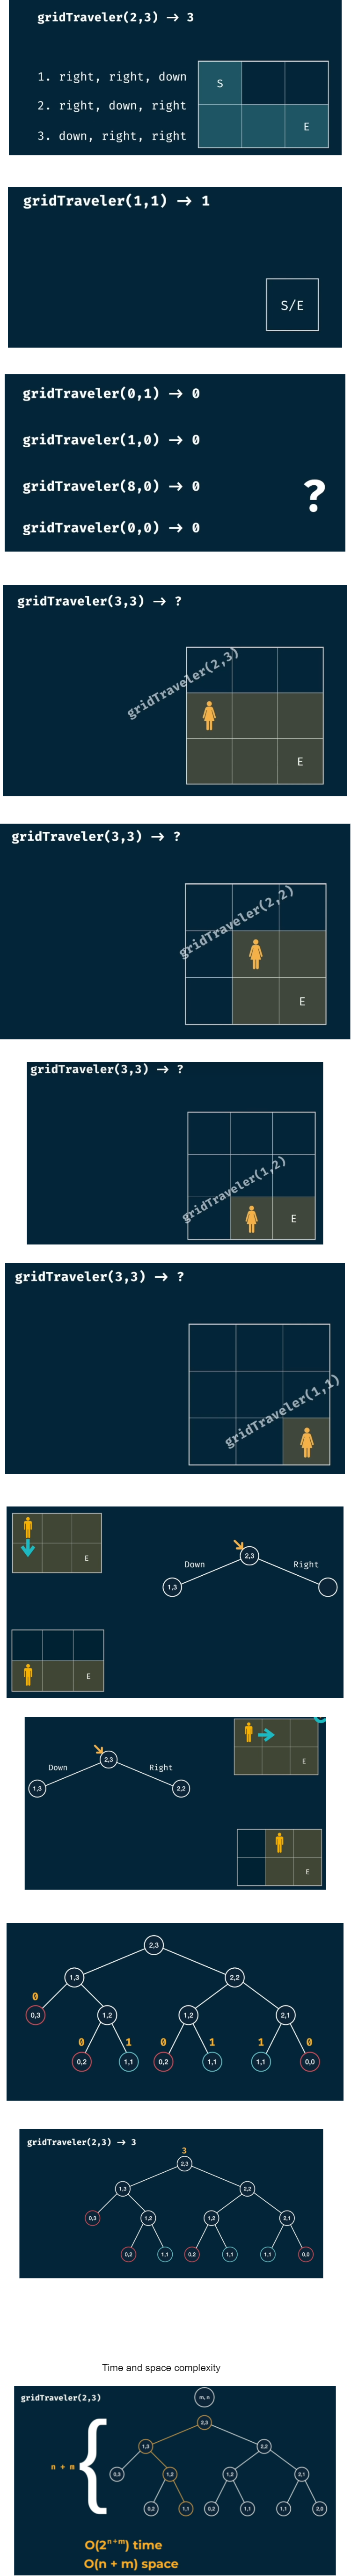 gridTraveler(2,3) → 3
1. right, right, down
2. right, down, right
3. down, right, right
S
E
gridTraveler(1,1) → 1
S/E
gridTraveler(0,1) → 0
gridTraveler(1,0) → 0
gridTraveler(8,0) → 0
gridTraveler(0,0) → 0
?
gridTraveler(3,3) → ?
gridTraveler(2,3)
E
gridTraveler(3,3) → ?
gridTraveler(2,2)
E
gridTraveler(3,3) → ?
gridTraveler(1,2)
E
gridTraveler(3,3) → ?
gridTraveler(1,1)
E
2,3
Down Right
1,3
E
2,3
E
Down Right
1,3 2,2
E
2,3
1,3 2,2
0
0,3 1,2 1,2 2,1
0 1 0 1 1 0
0,2 1,1 0,2 1,1 1,1 0,0
gridTraveler(2,3) → 3
3
2,3
1,3 2,2
0,3 1,2 1,2 2,1
0,2 1,1 0,2 1,1 1,1 0,0
Time and space complexity
gridTraveler(2,3)
m, n
2,3
1,3 2,2
n + m
0,3 1,2 1,2 2,1
0,2 1,1 0,2 1,1 1,1 2,0
O(2ⁿ⁺ᵐ) time
O(n + m) space